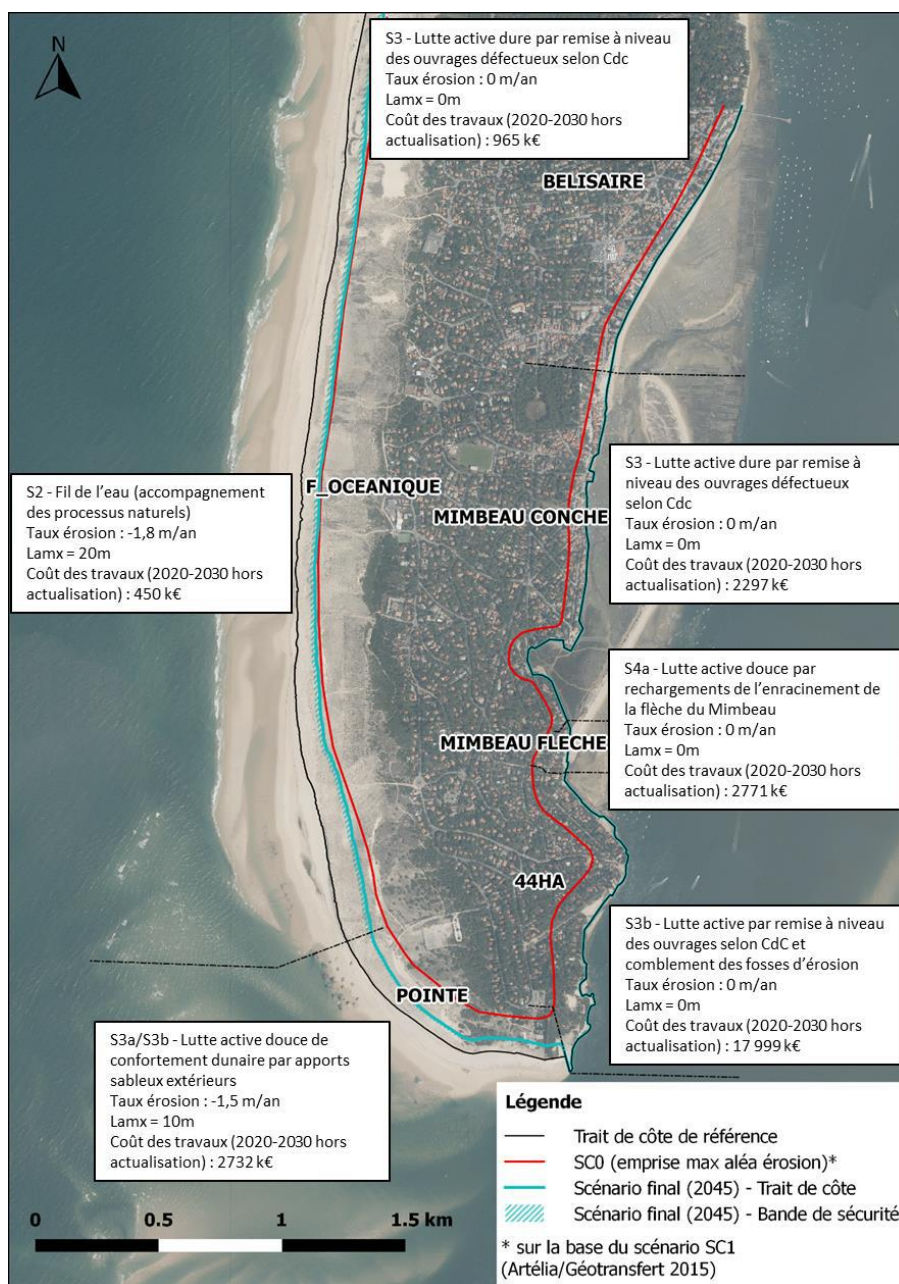 N
S3 - Lutte active dure par remise à niveau
des ouvrages défectueux selon Cdc
Taux érosion : 0 m/an
Lamx = 0m
Coût des travaux (2020-2030 hors
actualisation) : 965 k€
BELISAIRE
S2 - Fil de l’eau (accompagnement
des processus naturels)
Taux érosion : -1,8 m/an
Lamx = 20m
Coût des travaux (2020-2030 hors
actualisation) : 450 k€
F_OCEANIQUE
MIMBEAU CONCHE
S3 - Lutte active dure par remise à
niveau des ouvrages défectueux
selon Cdc
Taux érosion : 0 m/an
Lamx = 0m
Coût des travaux (2020-2030 hors
actualisation) : 2297 k€
S4a - Lutte active douce par
rechargements de l’enracinement de
la flèche du Mimbeau
Taux érosion : 0 m/an
Lamx = 0m
Coût des travaux (2020-2030 hors
actualisation) : 2771 k€
MIMBEAU FLECHE
44HA
S3b - Lutte active par remise à niveau
des ouvrages selon CdC et
comblement des fosses d’érosion
Taux érosion : 0 m/an
Lamx = 0m
Coût des travaux (2020-2030 hors
actualisation) : 17 999 k€
POINTE
S3a/S3b - Lutte active douce de
confortement dunaire par apports
sableux extérieurs
Taux érosion : -1,5 m/an
Lamx = 10m
Coût des travaux (2020-2030 hors
actualisation) : 2732 k€
Légende
Trait de côte de référence
SC0 (emprise max aléa érosion)*
Scénario final (2045) - Trait de côte
Scénario final (2045) - Bande de sécurité
* sur la base du scénario SC1
(Artélia/Géotransfert 2015)
0 0.5 1 1.5 km